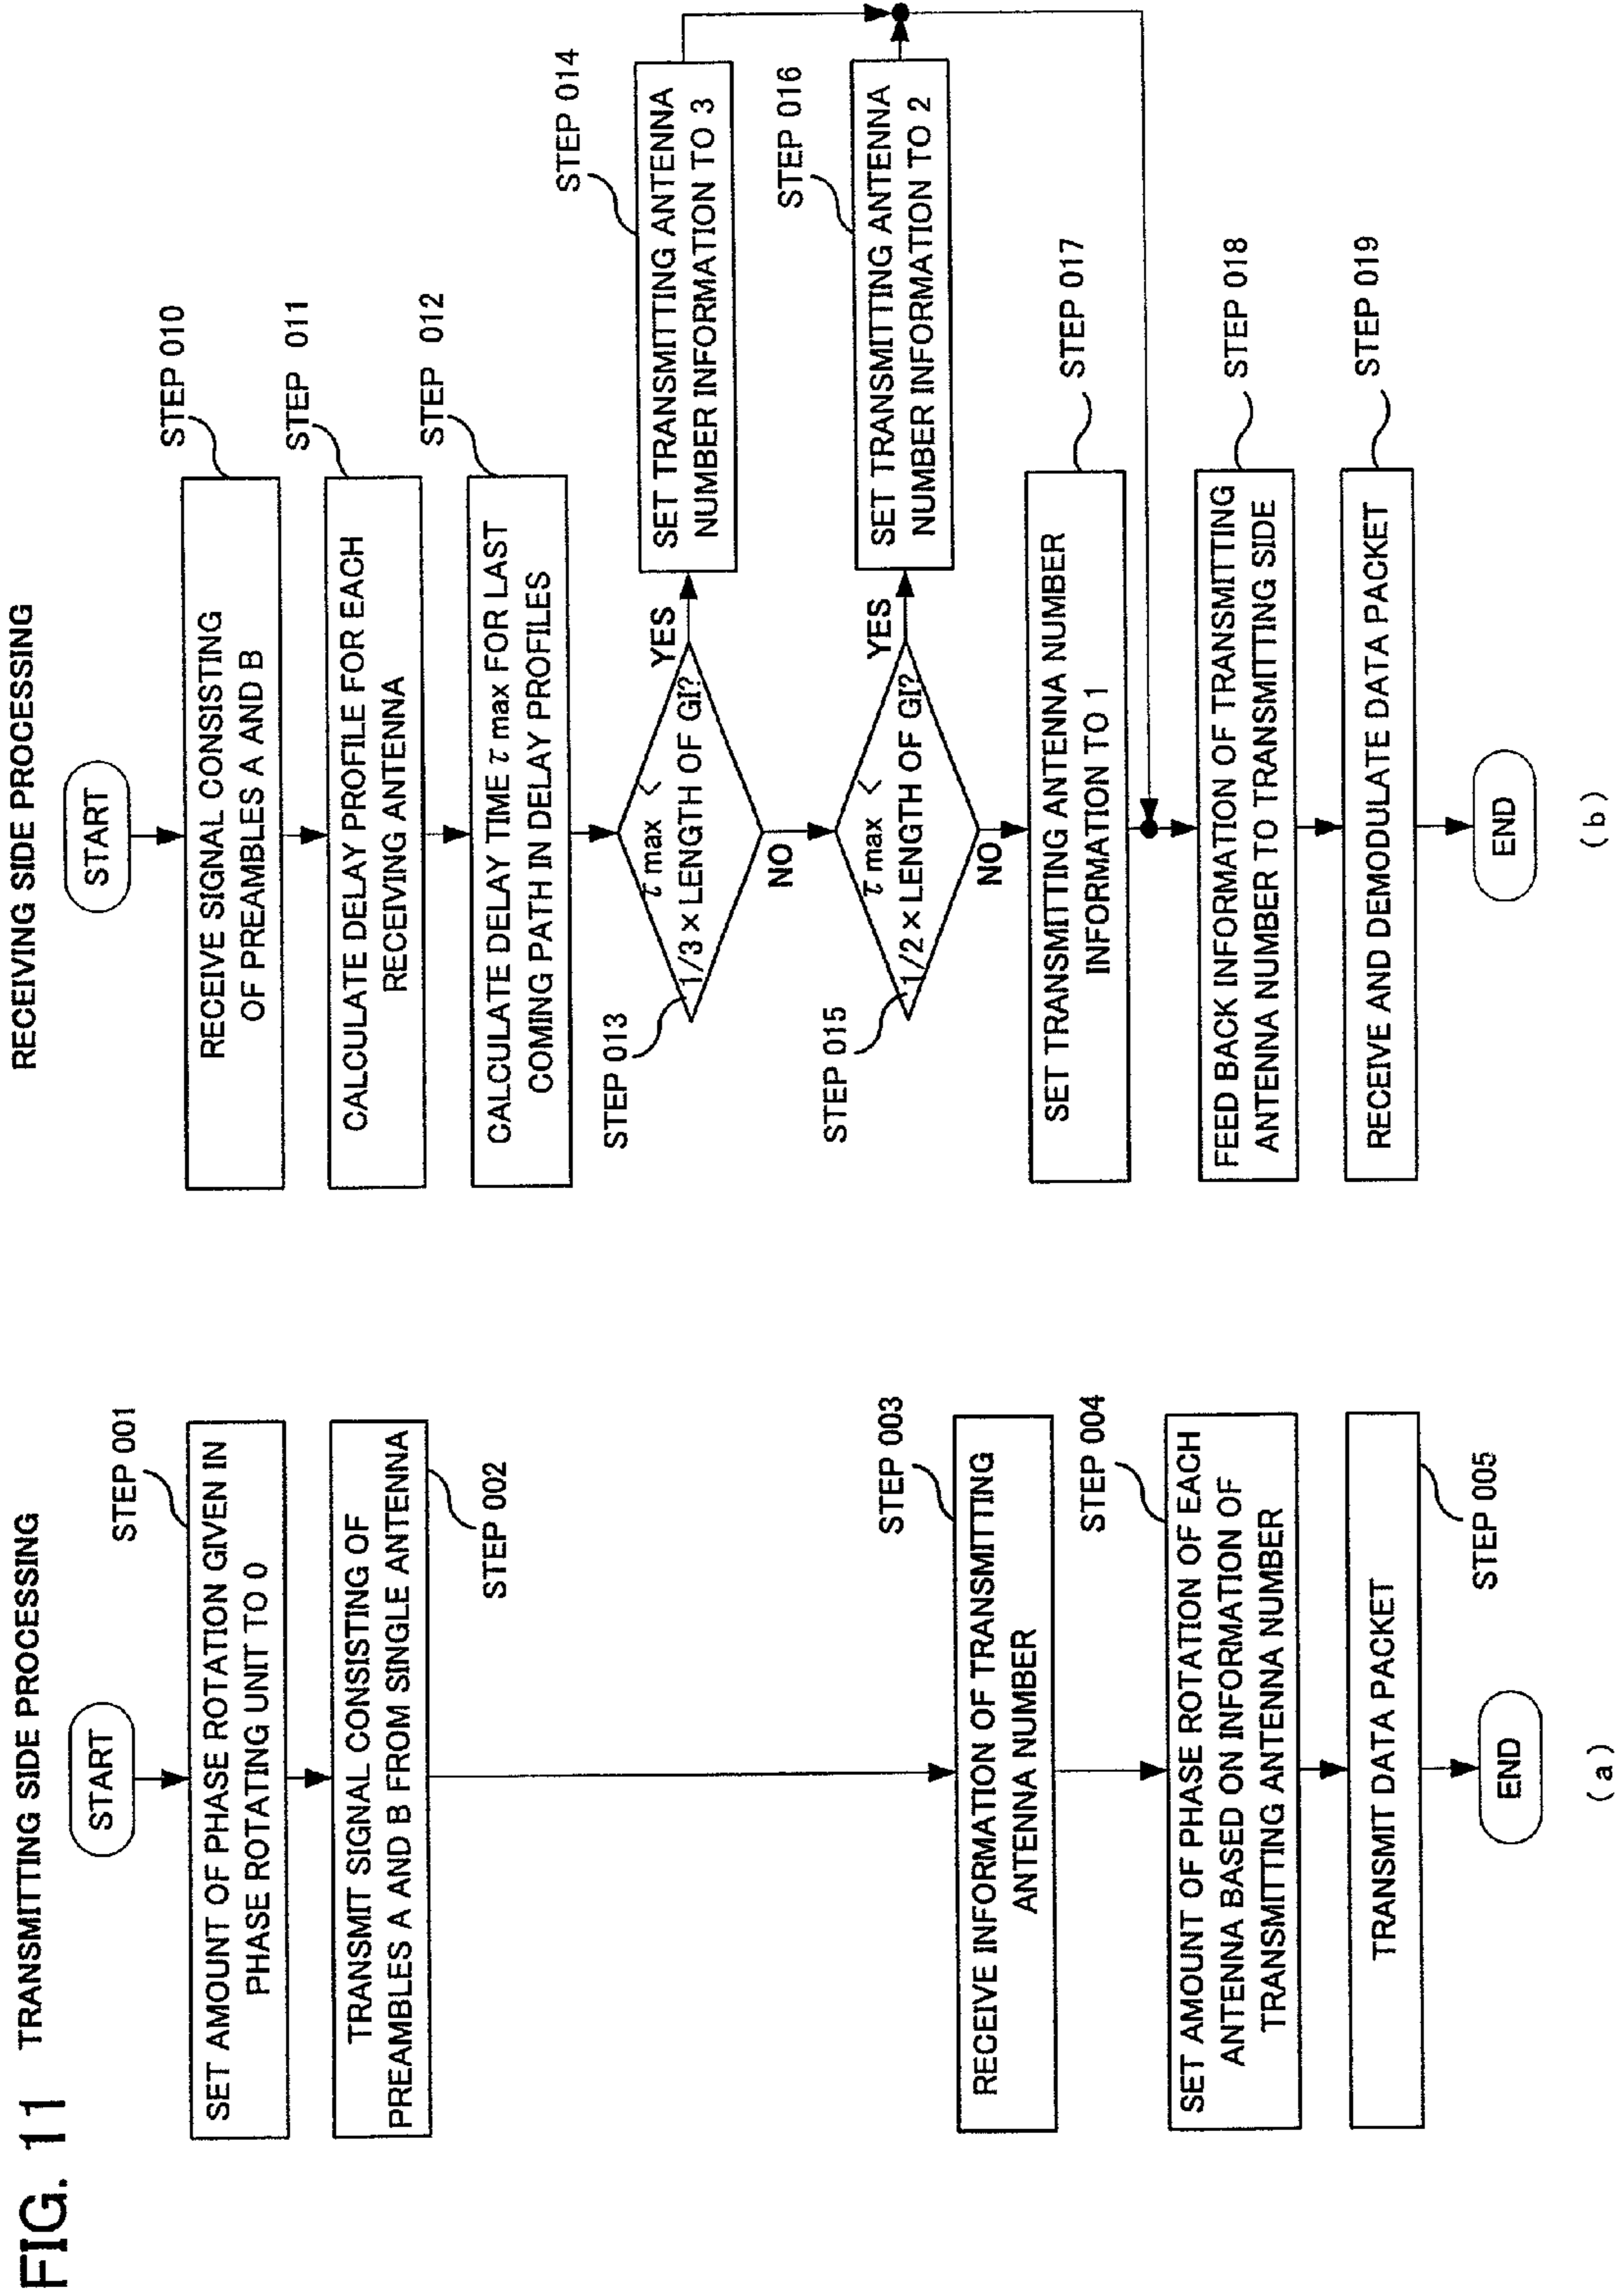 FIG. 11
TRANSMITTING SIDE PROCESSING
START
STEP 001
SET AMOUNT OF PHASE ROTATION GIVEN IN
PHASE ROTATING UNIT TO 0
TRANSMIT SIGNAL CONSISTING OF
PREAMBLES A AND B FROM SINGLE ANTENNA
STEP 002
STEP 003
RECEIVE INFORMATION OF TRANSMITTING
ANTENNA NUMBER
STEP 004
SET AMOUNT OF PHASE ROTATION OF EACH
ANTENNA BASED ON INFORMATION OF
TRANSMITTING ANTENNA NUMBER
TRANSMIT DATA PACKET
STEP 005
END
(a)
RECEIVING SIDE PROCESSING
START
STEP 010
RECEIVE SIGNAL CONSISTING
OF PREAMBLES A AND B
STEP 011
CALCULATE DELAY PROFILE FOR EACH
RECEIVING ANTENNA
STEP 012
CALCULATE DELAY TIME τ max FOR LAST
COMING PATH IN DELAY PROFILES
STEP 013
τ max <
1/3 × LENGTH OF GI?
YES
NO
STEP 014
SET TRANSMITTING ANTENNA
NUMBER INFORMATION TO 3
STEP 015
τ max <
1/2 × LENGTH OF GI?
YES
NO
STEP 016
SET TRANSMITTING ANTENNA
NUMBER INFORMATION TO 2
STEP 017
SET TRANSMITTING ANTENNA NUMBER
INFORMATION TO 1
STEP 018
FEED BACK INFORMATION OF TRANSMITTING
ANTENNA NUMBER TO TRANSMITTING SIDE
STEP 019
RECEIVE AND DEMODULATE DATA PACKET
END
(b)